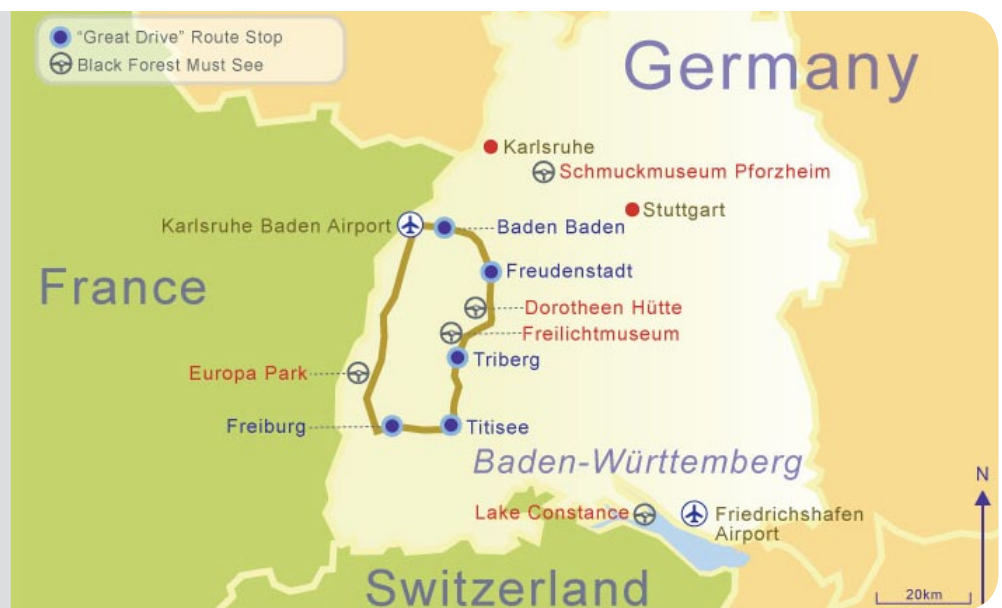 “Great Drive” Route Stop
Black Forest Must See
Germany
Karlsruhe
Schmuckmuseum Pforzheim
Stuttgart
Karlsruhe Baden Airport
Baden Baden
Freudenstadt
France
Dorotheen Hütte
Freilichtmuseum
Triberg
Europa Park
Freiburg
Titisee
Baden-Württemberg
N
Lake Constance
Friedrichshafen
Airport
Switzerland
20km